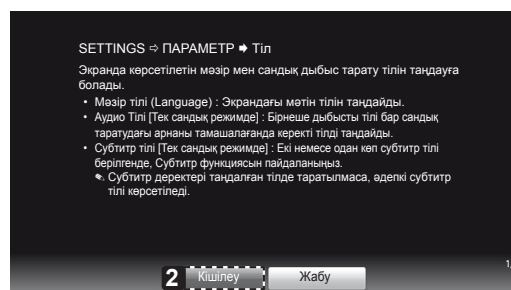 SETTINGS ⇨ ПАРАМЕТР ➡ Тіл
Экранда көрсетілетін мәзір мен сандық дыбыс тарату тілін таңдауға
болады.
• Мәзір тілі (Language) : Экрандағы мәтін тілін таңдайды.
• Аудио Тілі [Тек сандық режимде] : Бірнеше дыбысты тілі бар сандық
таратудағы арнаны тамашалағанда керекті тілді таңдайды.
• Субтитр тілі [Тек сандық режимде] : Екі немесе одан көп субтитр тілі
берілгенде, Субтитр функциясын пайдаланыңыз.
✎ Субтитр деректері таңдалған тілде таратылмаса, әдепкі субтитр
тілі көрсетіледі.
2 Кішілеу Жабу